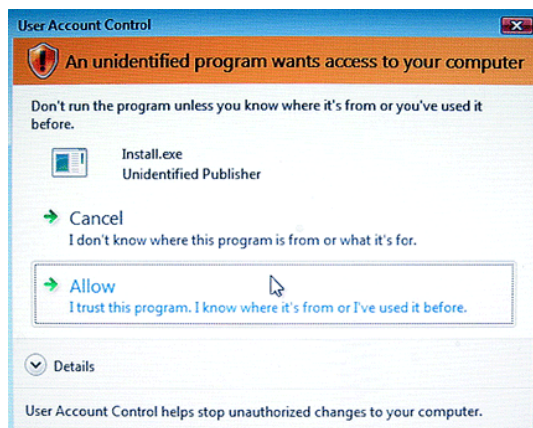 User Account Control
An unidentified program wants access to your computer
Don't run the program unless you know where it's from or you've used it
before.
Install.exe
Unidentified Publisher
Cancel
I don't know where this program is from or what it's for.
Allow
I trust this program. I know where it's from or I've used it before.
Details
User Account Control helps stop unauthorized changes to your computer.